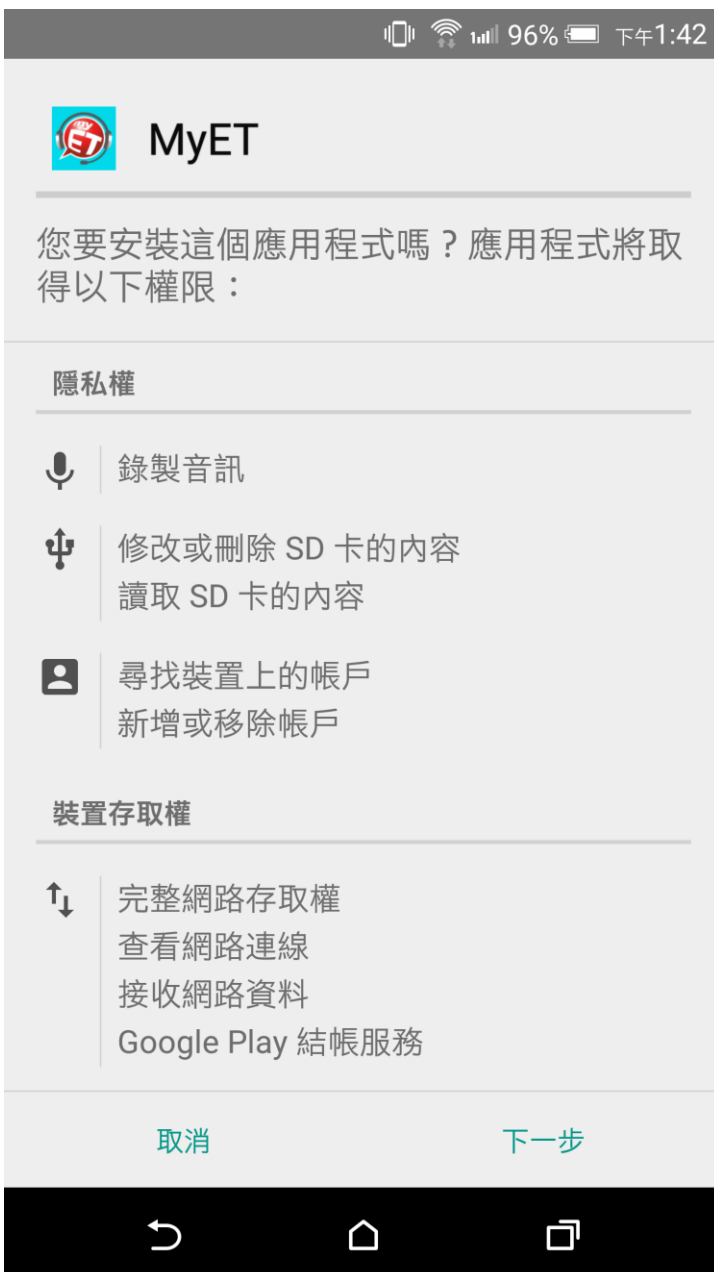 96% 下午1:42
my ET
MyET
您要安裝這個應用程式嗎？應用程式將取
得以下權限：
隱私權
錄製音訊
修改或刪除 SD 卡的內容
讀取 SD 卡的內容
尋找裝置上的帳戶
新增或移除帳戶
裝置存取權
完整網路存取權
查看網路連線
接收網路資料
Google Play 結帳服務
取消
下一步